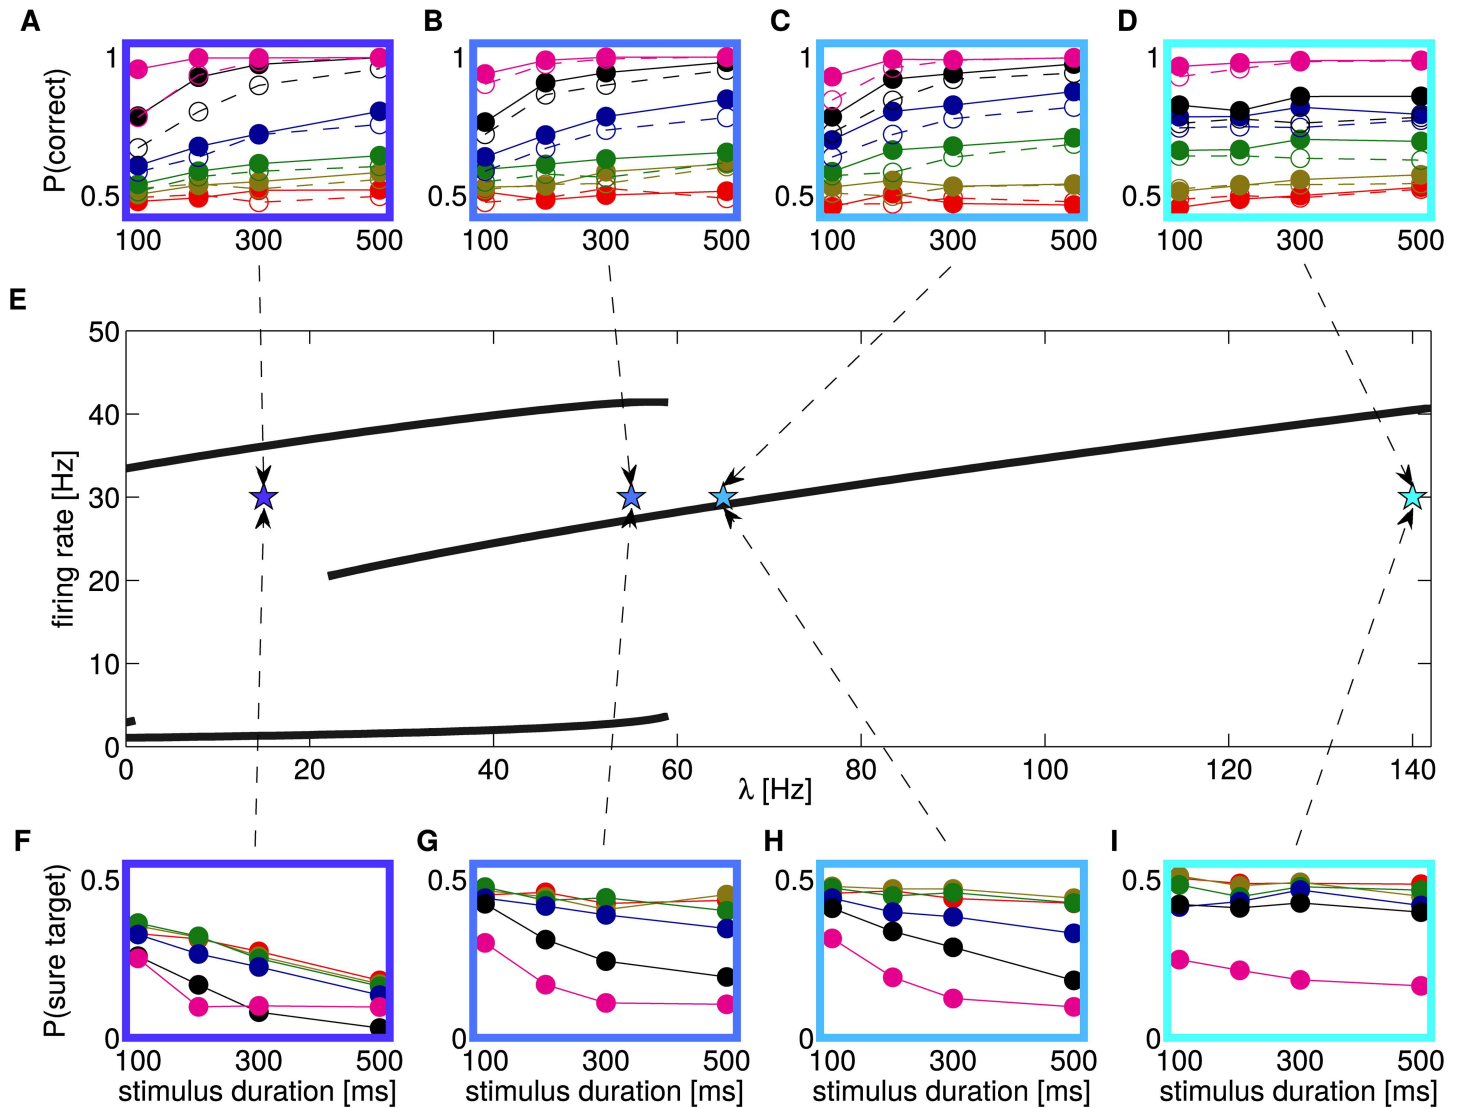 A B C D
P(correct)
1 1 1 1
0.5 0.5 0.5 0.5
100 300 500 100 300 500 100 300 500 100 300 500
E
firing rate [Hz]
50
40
30
20
10
0
0 20 40 60 80 100 120 140
λ [Hz]
F G H I
P(sure target)
0.5 0.5 0.5 0.5
0 0 0 0
100 300 500 100 300 500 100 300 500 100 300 500
stimulus duration [ms] stimulus duration [ms] stimulus duration [ms] stimulus duration [ms]